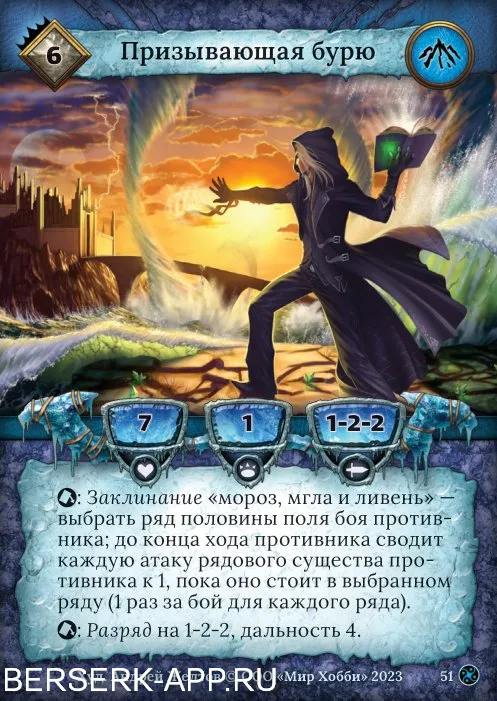 6
Призывающая бурю
7
1
1-2-2
: Заклинание «мороз, мгла и ливень» —
выбрать ряд половины поля боя против-
ника; до конца хода противника сводит
каждую атаку рядового существа про-
тивника к 1, пока оно стоит в выбранном
ряду (1 раз за бой для каждого ряда).
: Разряд на 1-2-2, дальность 4.
ООО «Мир Хобби» 2023
51
BERSERK-APP.РУ